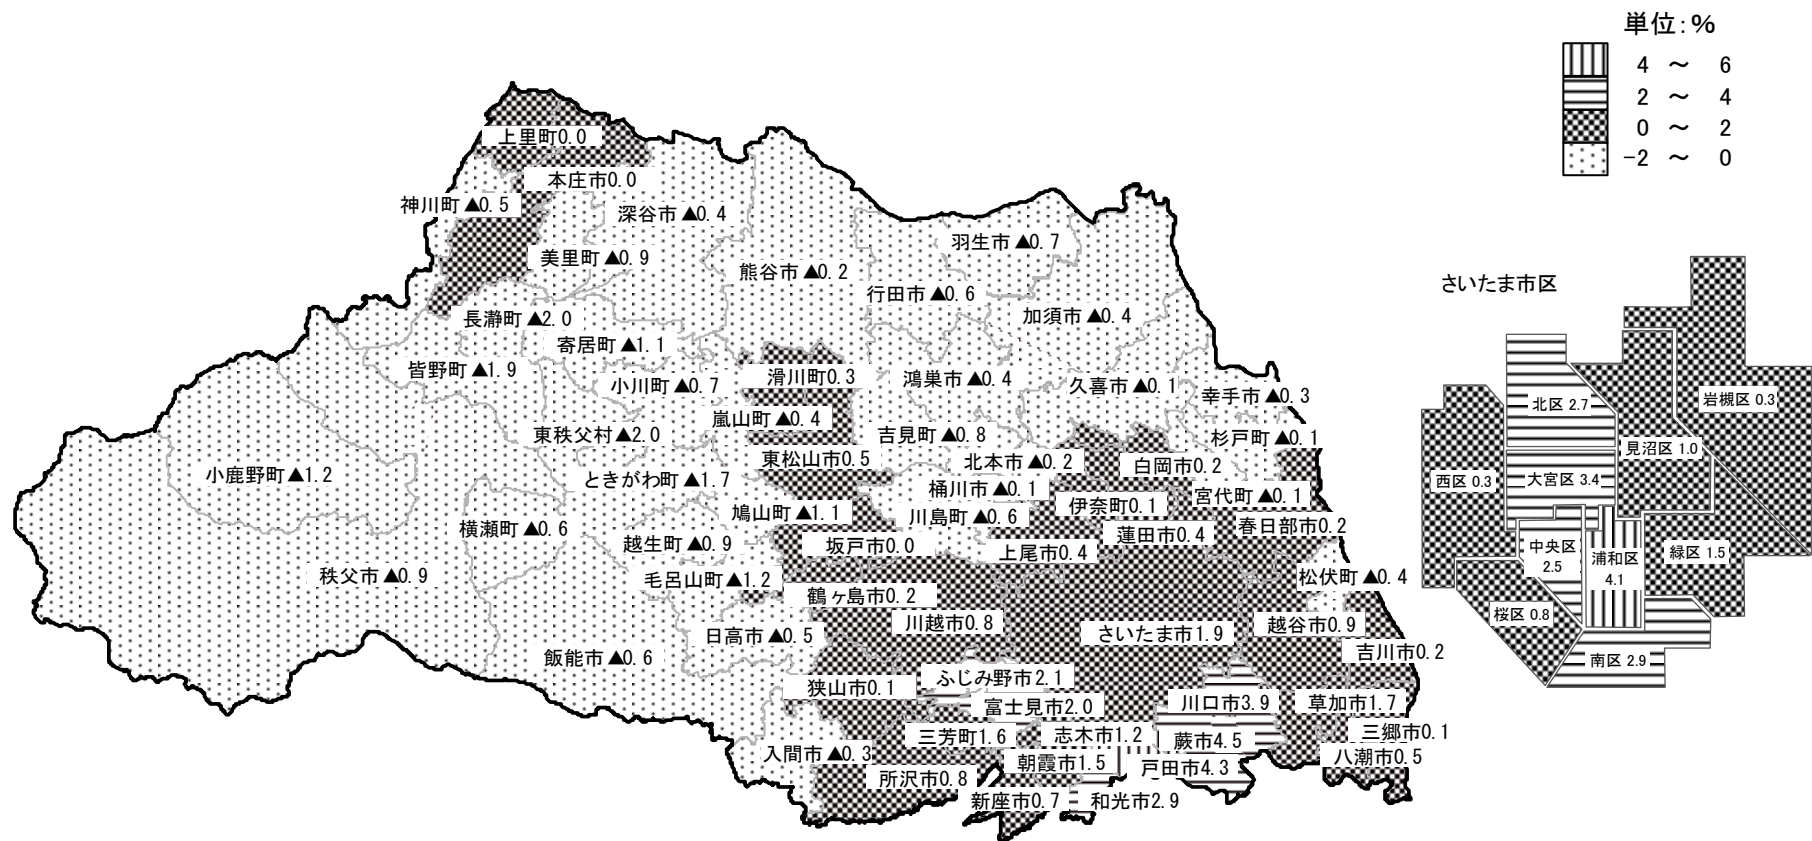 単位:%
4 ～ 6
2 ～ 4
0 ～ 2
-2 ～ 0
上里町0.0
本庄市0.0
神川町▲0.5
深谷市▲0.4
美里町▲0.9
熊谷市▲0.2
羽生市▲0.7
行田市▲0.6
加須市▲0.4
長瀞町▲2.0
寄居町▲1.1
皆野町▲1.9
小川町▲0.7
滑川町0.3
鴻巣市▲0.4
久喜市▲0.1
幸手市▲0.3
嵐山町▲0.4
東秩父村▲2.0
吉見町▲0.8
杉戸町▲0.1
東松山市0.5
北本市▲0.2
白岡市0.2
小鹿野町▲1.2
ときがわ町▲1.7
桶川市▲0.1
伊奈町0.1
宮代町▲0.1
鳩山町▲1.1
川島町▲0.6
横瀬町▲0.6
春日部市0.2
蓮田市0.4
越生町▲0.9
坂戸市0.0
上尾市0.4
秩父市▲0.9
毛呂山町▲1.2
松伏町▲0.4
鶴ヶ島市0.2
川越市0.8
日高市▲0.5
さいたま市1.9
越谷市0.9
飯能市▲0.6
吉川市0.2
ふじみ野市2.1
狭山市0.1
富士見市2.0
川口市3.9
草加市1.7
三芳町1.6
志木市1.2
蕨市4.5
三郷市0.1
入間市▲0.3
朝霞市1.5
戸田市4.3
八潮市0.5
所沢市0.8
新座市0.7
和光市2.9
さいたま市区
岩槻区 0.3
北区 2.7
見沼区 1.0
西区 0.3
大宮区 3.4
中央区
2.5
浦和区
4.1
緑区 1.5
桜区 0.8
南区 2.9